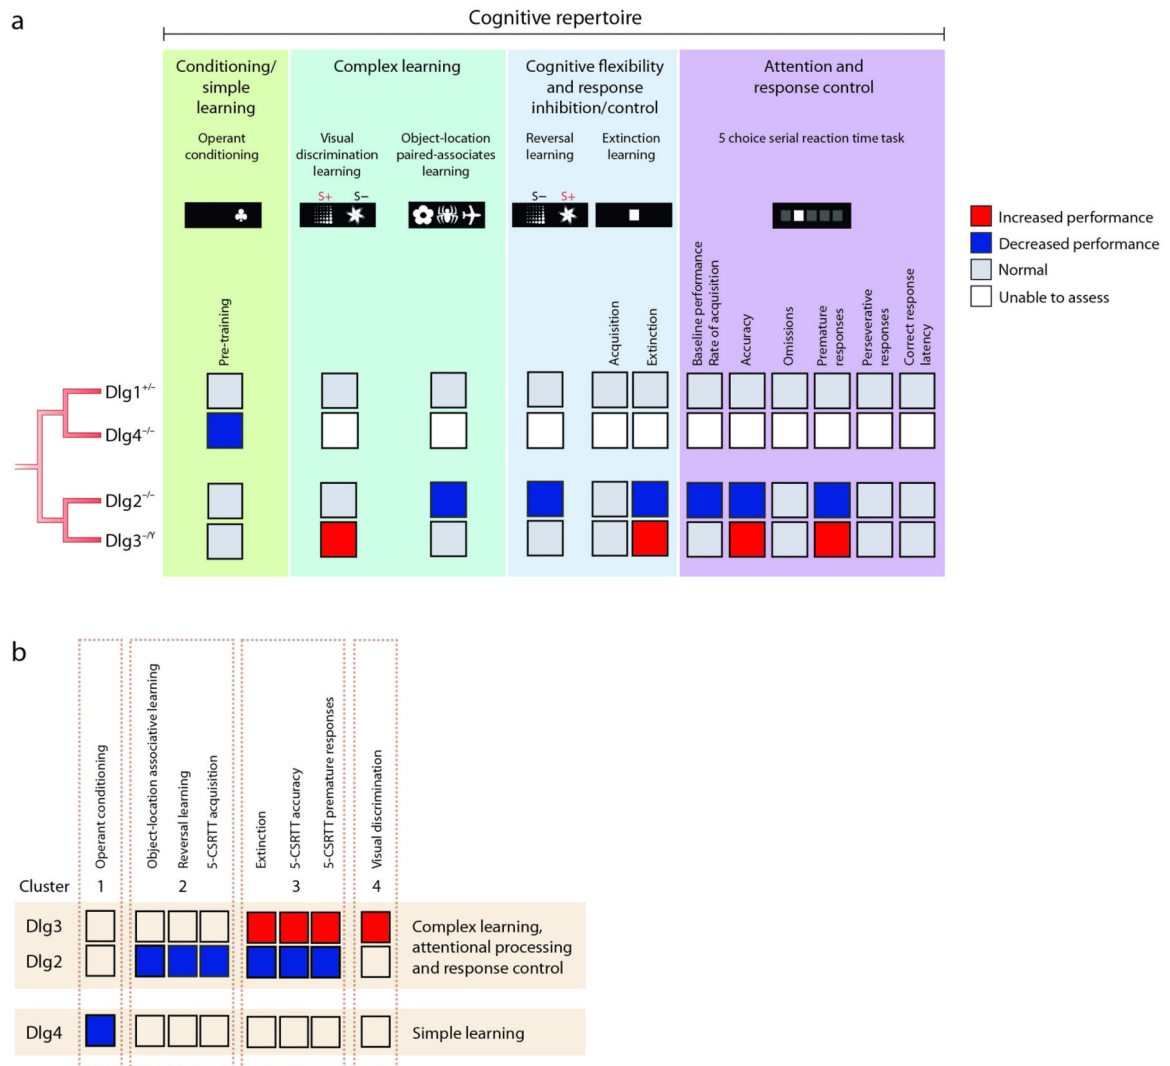 a
Cognitive repertoire
Conditioning/
simple
learning
Complex learning
Cognitive flexibility
and response
inhibition/control
Attention and
response control
Operant
conditioning
Visual
discrimination
learning
Object-location
paired-associates
learning
Reversal
learning
Extinction
learning
5 choice serial reaction time task
S+ S−
S− S+
Increased performance
Decreased performance
Normal
Unable to assess
Pre-training
Acquisition
Extinction
Baseline performance
Rate of acquisition
Accuracy
Omissions
Premature
responses
Perseverative
responses
Correct response
latency
Dlg1+/−
Dlg4−/−
Dlg2−/−
Dlg3−/Y
b
Operant conditioning
Object-location associative learning
Reversal learning
5-CSRTT acquisition
Extinction
5-CSRTT accuracy
5-CSRTT premature responses
Visual discrimination
Cluster 1 2 3 4
Dlg3
Dlg2
Complex learning,
attentional processing
and response control
Dlg4
Simple learning